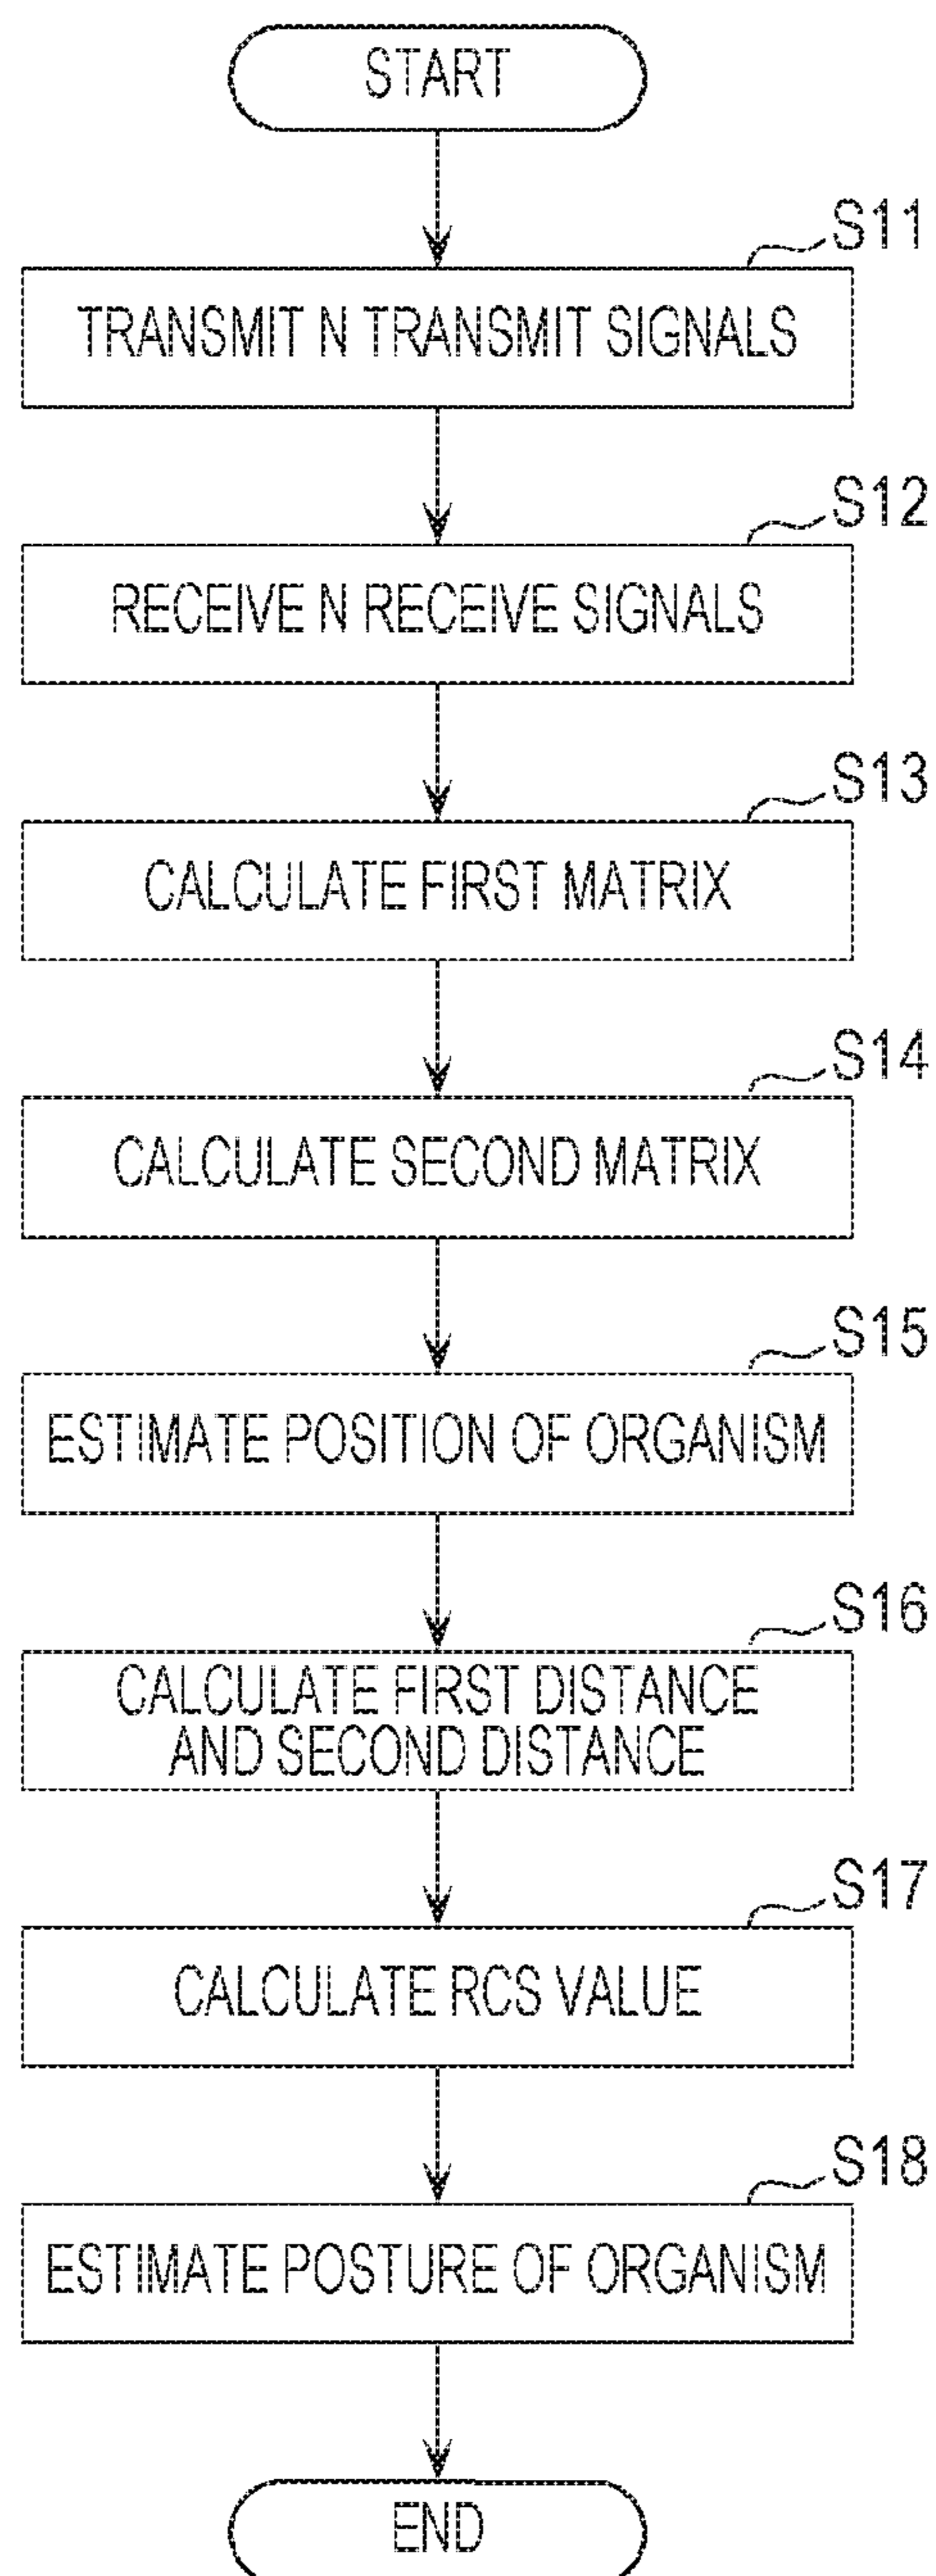 START
S11
TRANSMIT N TRANSMIT SIGNALS
S12
RECEIVE N RECEIVE SIGNALS
S13
CALCULATE FIRST MATRIX
S14
CALCULATE SECOND MATRIX
S15
ESTIMATE POSITION OF ORGANISM
S16
CALCULATE FIRST DISTANCE
AND SECOND DISTANCE
S17
CALCULATE RCS VALUE
S18
ESTIMATE POSTURE OF ORGANISM
END